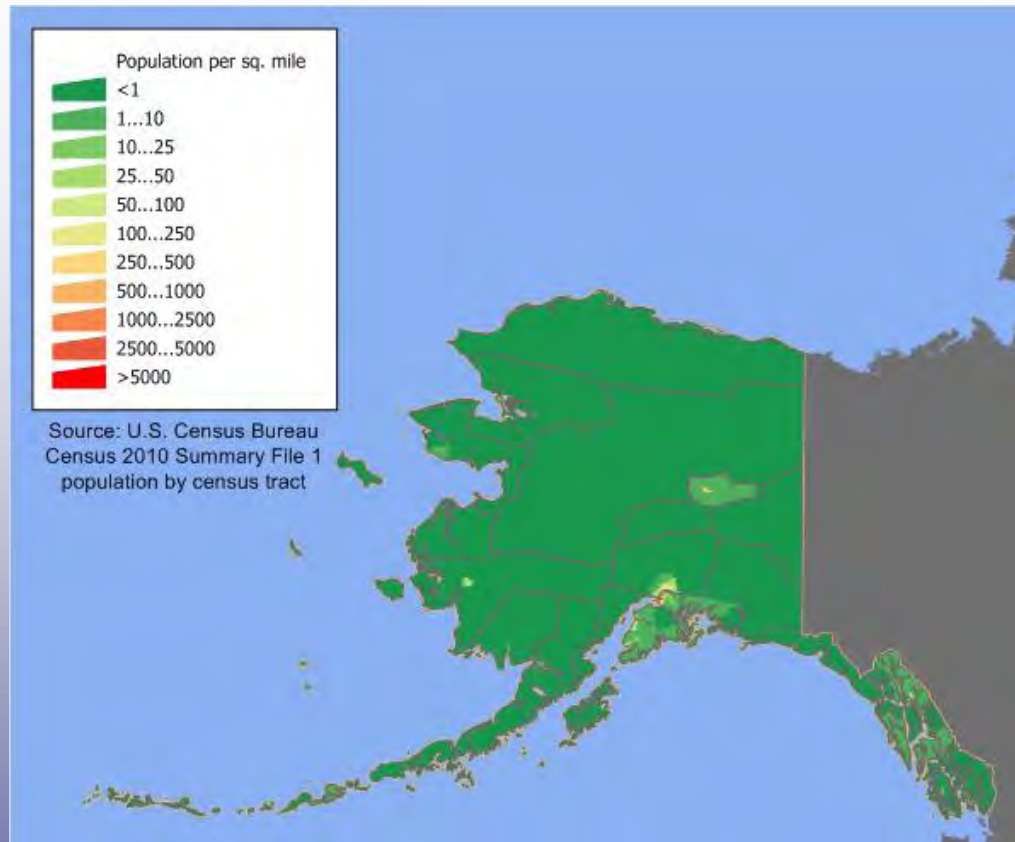 Population per sq. mile
<1
1...10
10...25
25...50
50...100
100...250
250...500
500...1000
1000...2500
2500...5000
>5000
Source: U.S. Census Bureau
Census 2010 Summary File 1
population by census tract